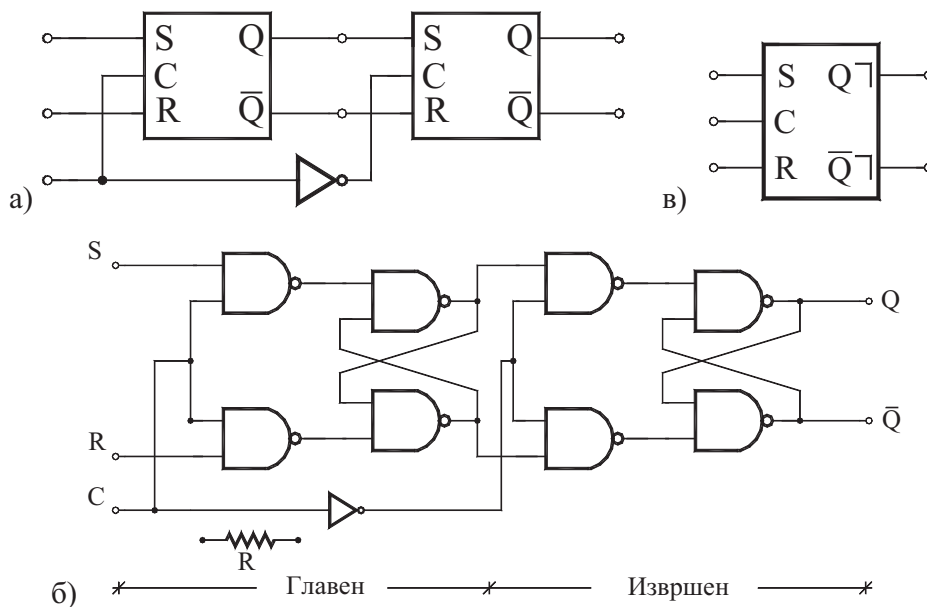 S Q S Q
C C
R Q̅ R Q̅
а)
S Q
C
R Q̅
в)
S
Q
R
Q̅
C
R
б) Главен Извршен